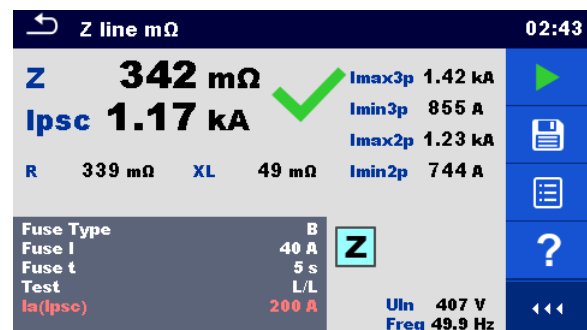 Z line mΩ 02:43
Z 342 mΩ
Ipsc 1.17 kA
R 339 mΩ XL 49 mΩ
Imax3p 1.42 kA
Imin3p 855 A
Imax2p 1.23 kA
Imin2p 744 A
Fuse Type B
Fuse I 40 A
Fuse t 5 s
Test L/L
Ia(Ipsc) 200 A
Z
Uln 407 V
Freq 49.9 Hz
?